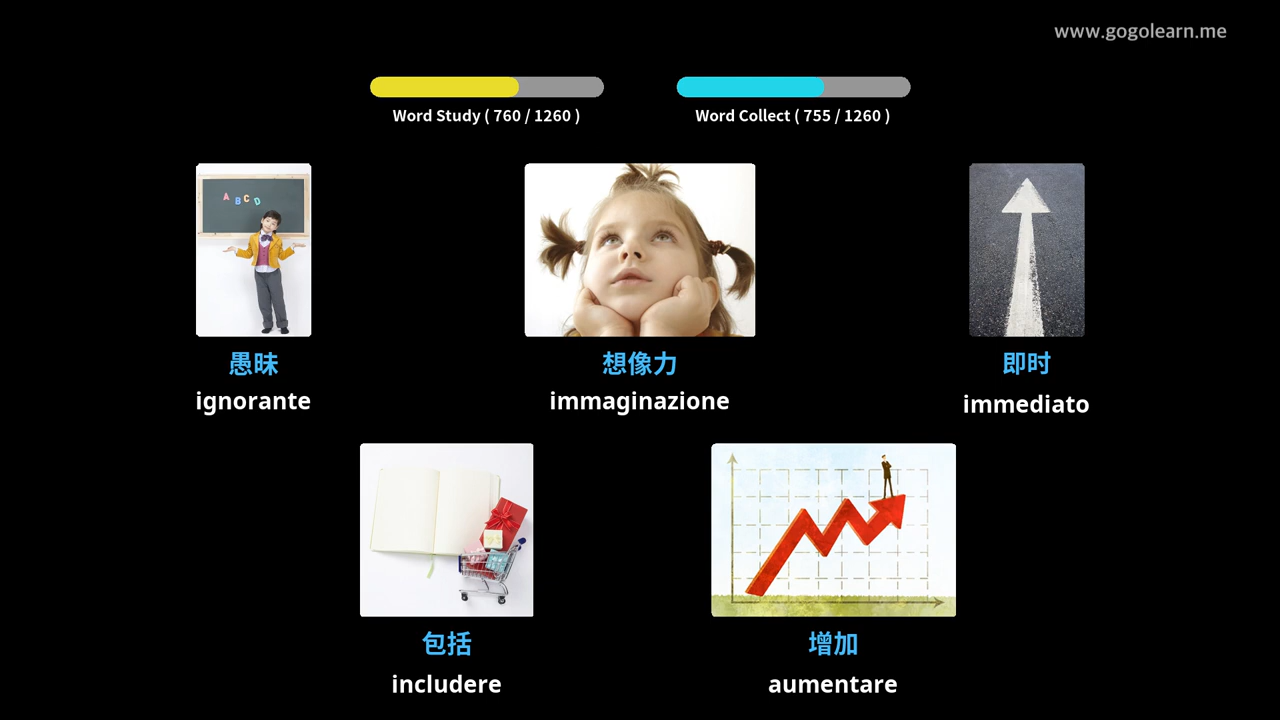 www.gogolearn.me
Word Study ( 760 / 1260 )
Word Collect ( 755 / 1260 )
A B C D
愚昧
ignorante
想像力
immaginazione
即时
immediato
包括
includere
增加
aumentare